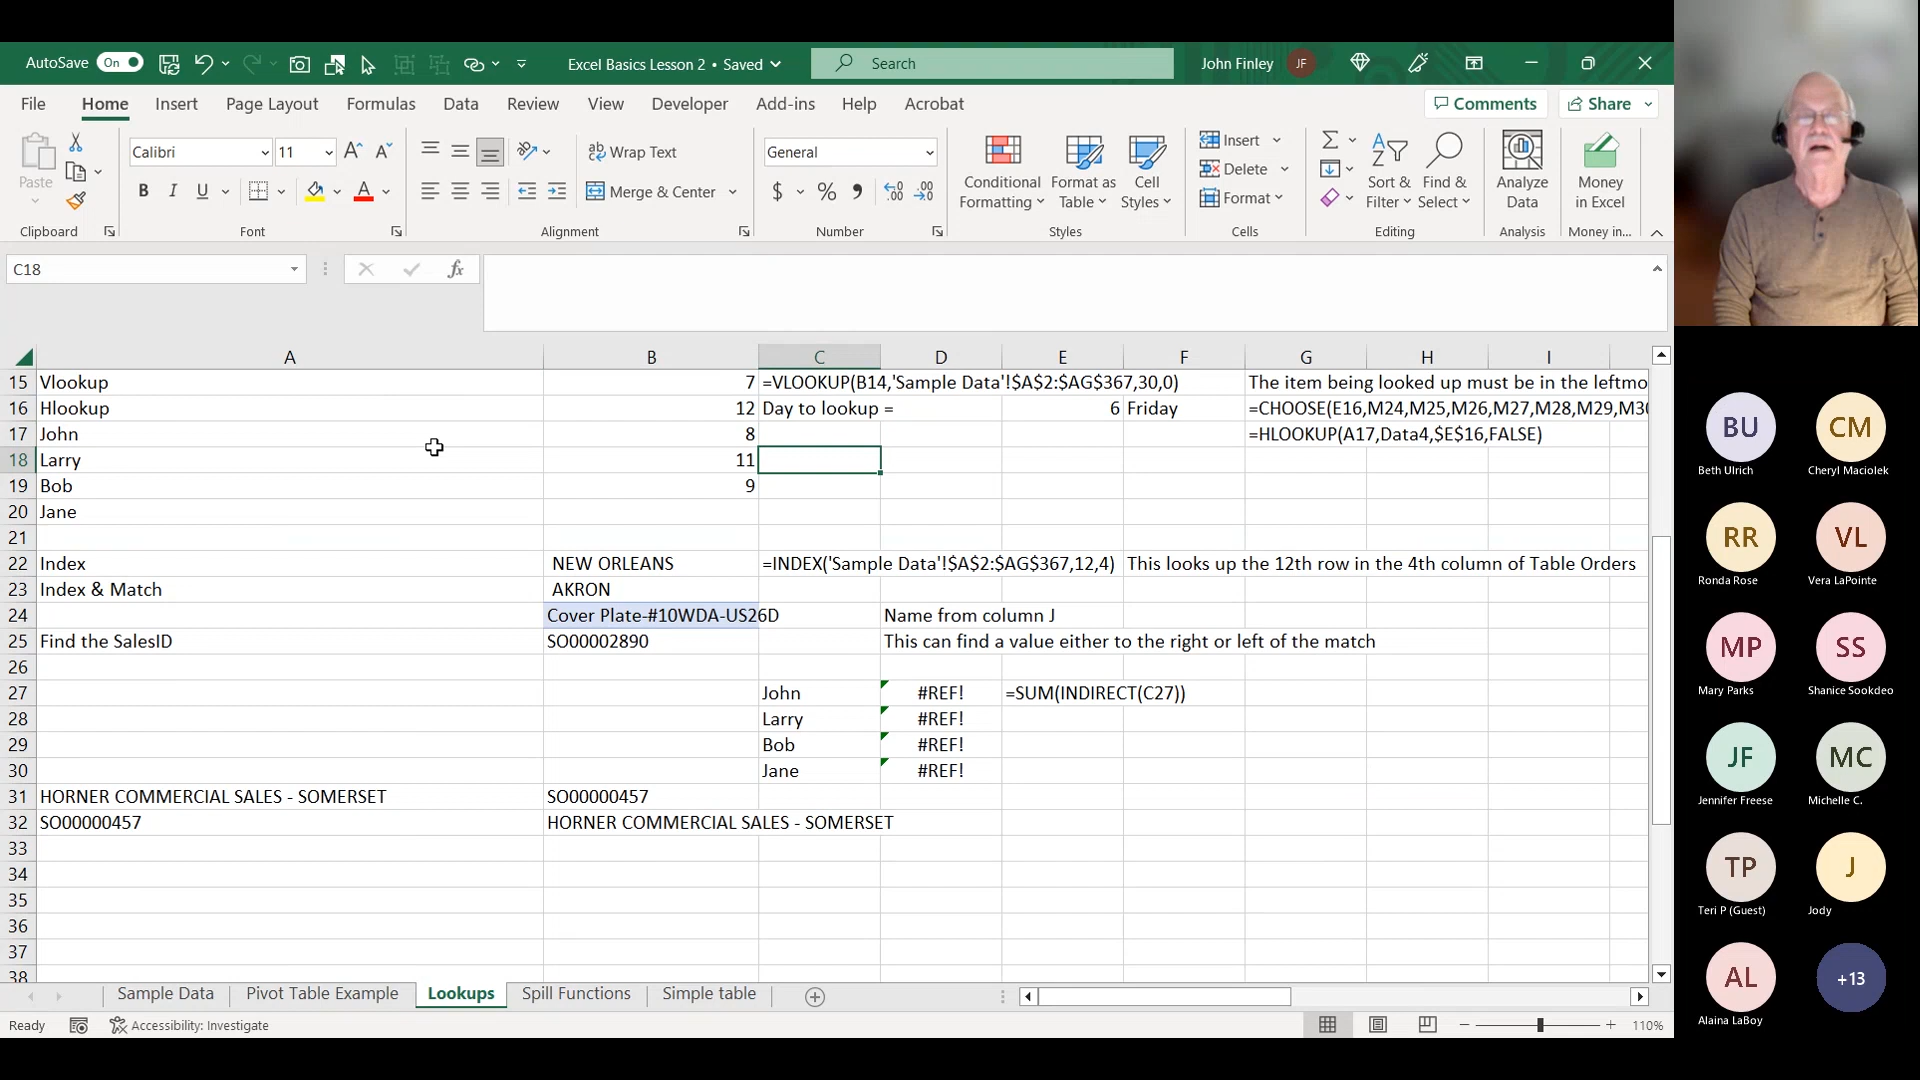 AutoSave On Excel Basics Lesson 2 • Saved Search John Finley JF
File Home Insert Page Layout Formulas Data Review View Developer Add-ins Help Acrobat Comments Share
Paste Calibri 11 Wrap Text General Conditional Formatting Format as Table Cell Styles Insert Sort & Filter Find & Select Analyze Data Money in Excel
B I U Merge & Center $ % Delete
Format
Clipboard Font Alignment Number Styles Cells Editing Analysis Money in...
C18 fx
A B C D E F G H I
15 Vlookup 7 =VLOOKUP(B14,'Sample Data'!$A$2:$AG$367,30,0) The item being looked up must be in the leftmo
16 Hlookup 12 Day to lookup = 6 Friday =CHOOSE(E16,M24,M25,M26,M27,M28,M29,M30
17 John 8 =HLOOKUP(A17,Data4,$E$16,FALSE)
18 Larry 11
19 Bob 9
20 Jane
21
22 Index NEW ORLEANS =INDEX('Sample Data'!$A$2:$AG$367,12,4) This looks up the 12th row in the 4th column of Table Orders
23 Index & Match AKRON
24 Cover Plate-#10WDA-US26D Name from column J
25 Find the SalesID SO00002890 This can find a value either to the right or left of the match
26
27 John #REF! =SUM(INDIRECT(C27))
28 Larry #REF!
29 Bob #REF!
30 Jane #REF!
31 HORNER COMMERCIAL SALES - SOMERSET SO00000457
32 SO00000457 HORNER COMMERCIAL SALES - SOMERSET
33
34
35
36
37
38
Sample Data Pivot Table Example Lookups Spill Functions Simple table
Ready Accessibility: Investigate 110%
BU CM
Beth Ulrich Cheryl Maciolek
RR VL
Ronda Rose Vera LaPointe
MP SS
Mary Parks Shanice Sookdeo
JF MC
Jennifer Freese Michelle C.
TP J
Teri P (Guest) Jody
AL +13
Alaina LaBoy